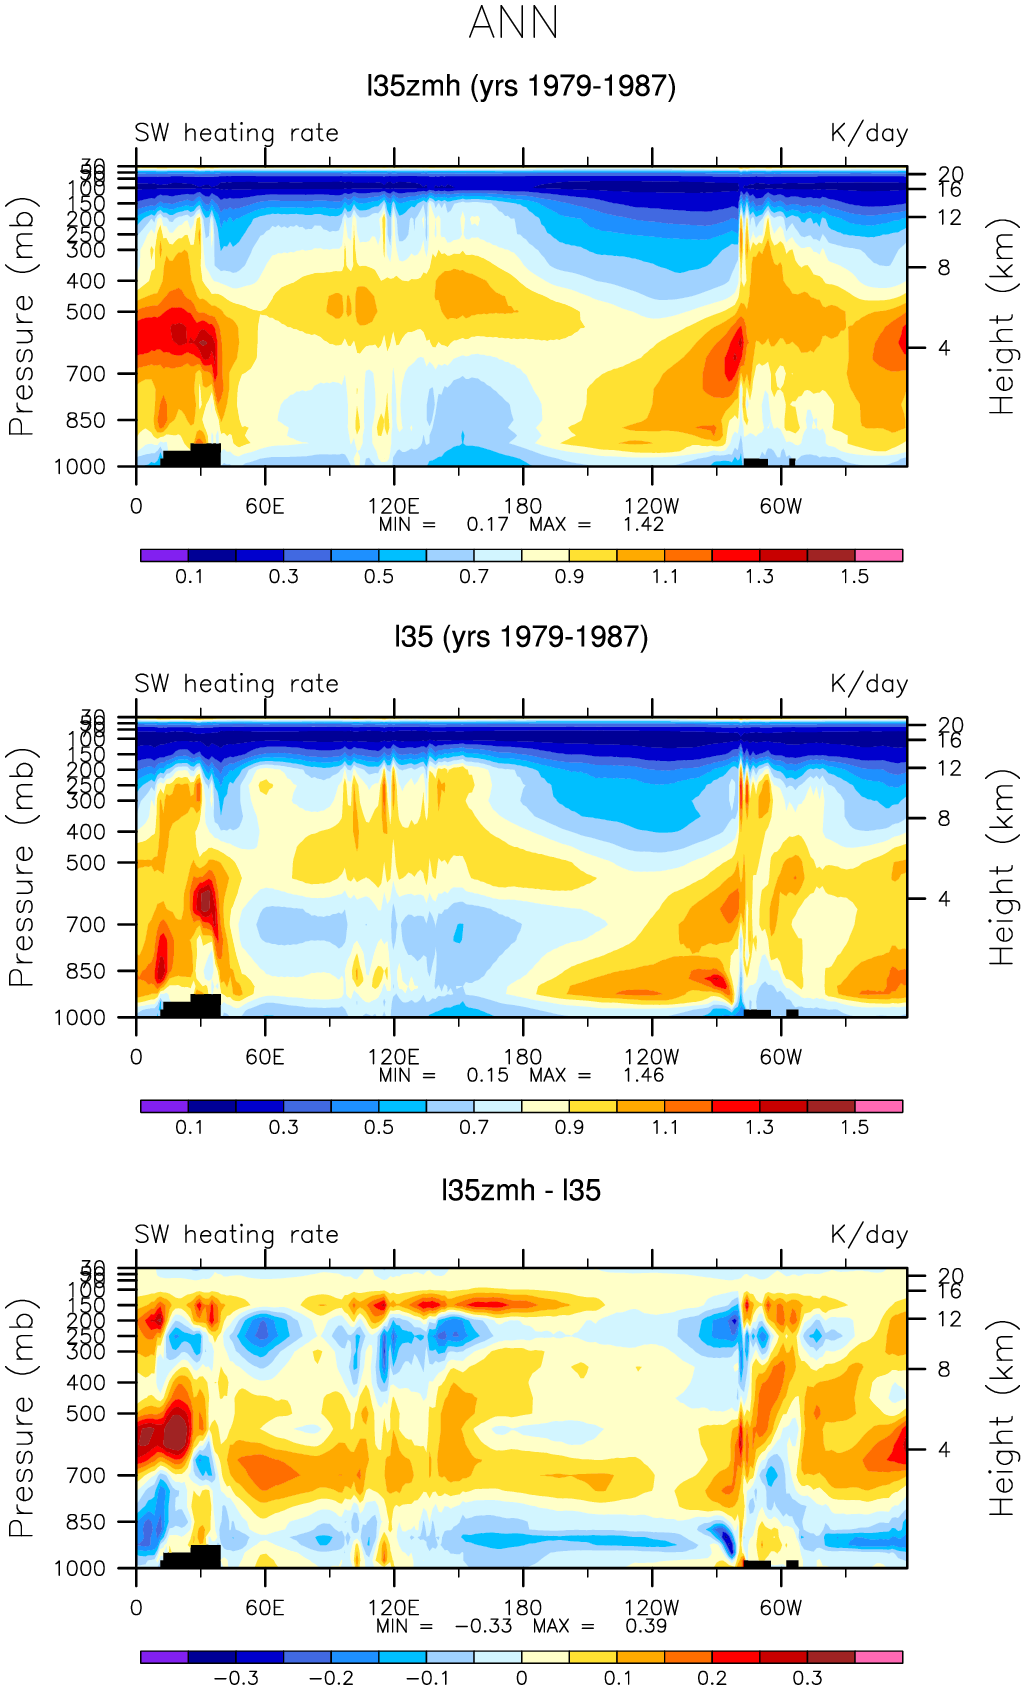 ANN
l35zmh (yrs 1979-1987)
SW heating rate K/day
Pressure (mb)
30
100
150
200
250
300
400
500
700
850
1000
20
16
12
8
4
Height (km)
0 60E 120E 180 120W 60W
MIN = 0.17 MAX = 1.42
0.1 0.3 0.5 0.7 0.9 1.1 1.3 1.5
l35 (yrs 1979-1987)
SW heating rate K/day
Pressure (mb)
30
100
150
200
250
300
400
500
700
850
1000
20
16
12
8
4
Height (km)
0 60E 120E 180 120W 60W
MIN = 0.15 MAX = 1.46
0.1 0.3 0.5 0.7 0.9 1.1 1.3 1.5
l35zmh - l35
SW heating rate K/day
Pressure (mb)
30
100
150
200
250
300
400
500
700
850
1000
20
16
12
8
4
Height (km)
0 60E 120E 180 120W 60W
MIN = -0.33 MAX = 0.39
-0.3 -0.2 -0.1 0 0.1 0.2 0.3